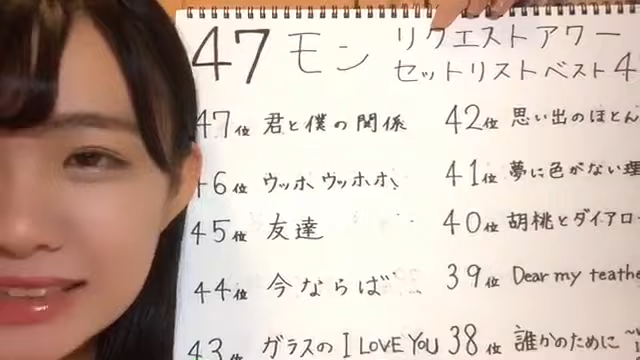 47モン リクエストアワー
セットリストベスト4
47位 君と僕の関係
46位 ウッホウッホホ
45位 友達
44位 今ならば
43位 ガラスのI LOVE YOU
42位 思い出のほとん
41位 夢に色がない理
40位 胡桃とダイアロ
39位 Dear my teathe
38位 誰かのために